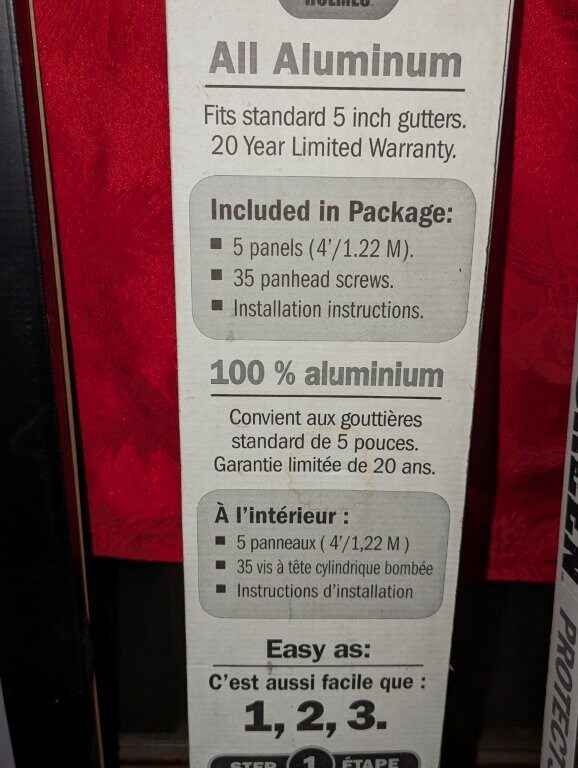 HOLMES
All Aluminum
Fits standard 5 inch gutters.
20 Year Limited Warranty.
Included in Package:
▪ 5 panels (4'/1.22 M).
▪ 35 panhead screws.
▪ Installation instructions.
100 % aluminium
Convient aux gouttières
standard de 5 pouces.
Garantie limitée de 20 ans.
À l'intérieur :
▪ 5 panneaux ( 4'/1,22 M )
▪ 35 vis à tête cylindrique bombée
▪ Instructions d'installation
Easy as:
C'est aussi facile que :
1, 2, 3.
STEP 1 ÉTAPE